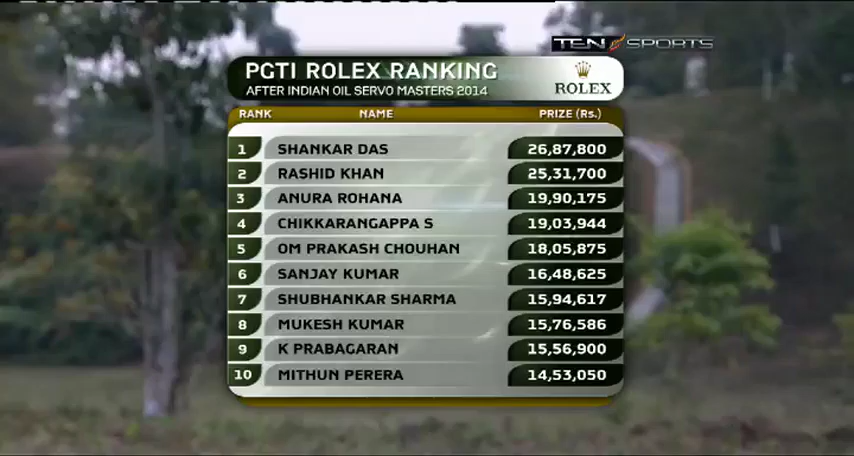 TEN SPORTS
PGTI ROLEX RANKING
AFTER INDIAN OIL SERVO MASTERS 2014
ROLEX
RANK NAME PRIZE (Rs.)
1 SHANKAR DAS 26,87,800
2 RASHID KHAN 25,31,700
3 ANURA ROHANA 19,90,175
4 CHIKKARANGAPPA S 19,03,944
5 OM PRAKASH CHOUHAN 18,05,875
6 SANJAY KUMAR 16,48,625
7 SHUBHANKAR SHARMA 15,94,617
8 MUKESH KUMAR 15,76,586
9 K PRABAGARAN 15,56,900
10 MITHUN PERERA 14,53,050